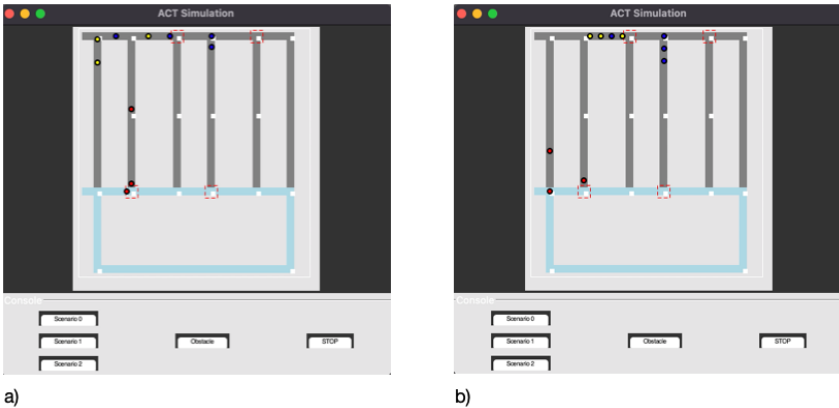 ACT Simulation
Console
Scenario 0
Scenario 1
Obstacle
STOP
Scenario 2
a)
ACT Simulation
Console
Scenario 0
Scenario 1
Obstacle
STOP
Scenario 2
b)